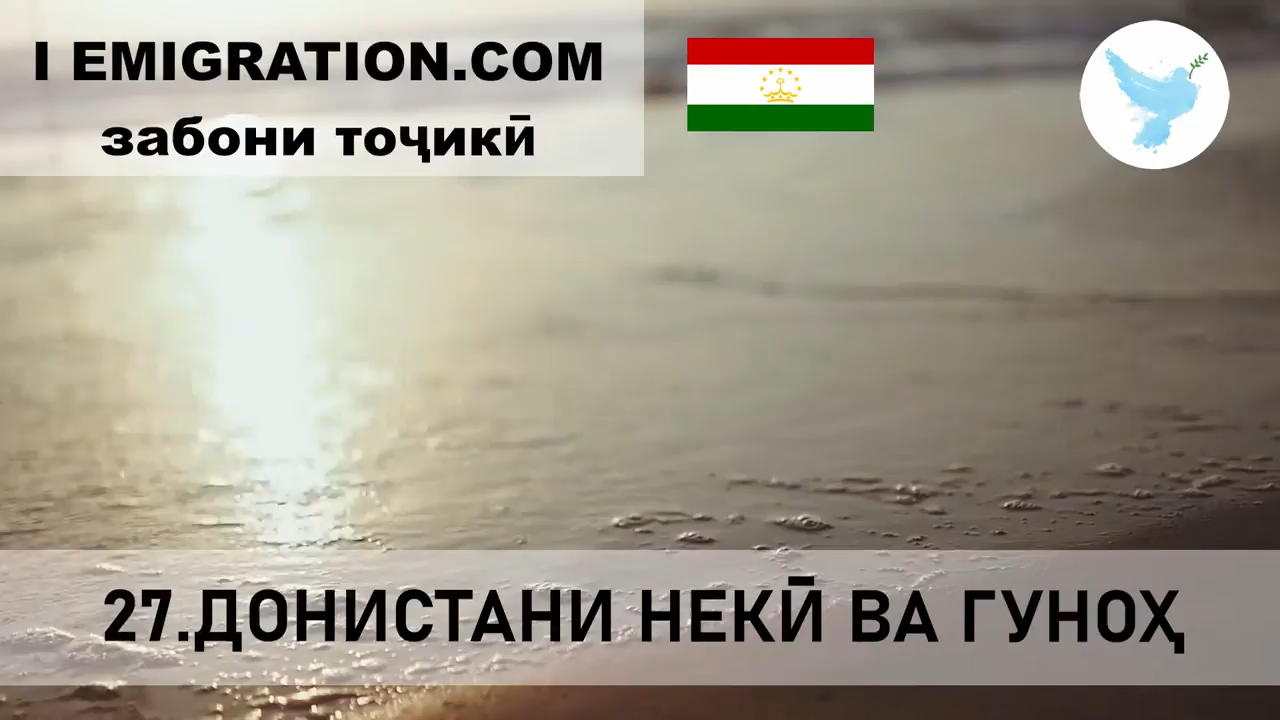 I EMIGRATION.COM
забони тоҷикӣ
27.ДОНИСТАНИ НЕКӢ ВА ГУНОҲ